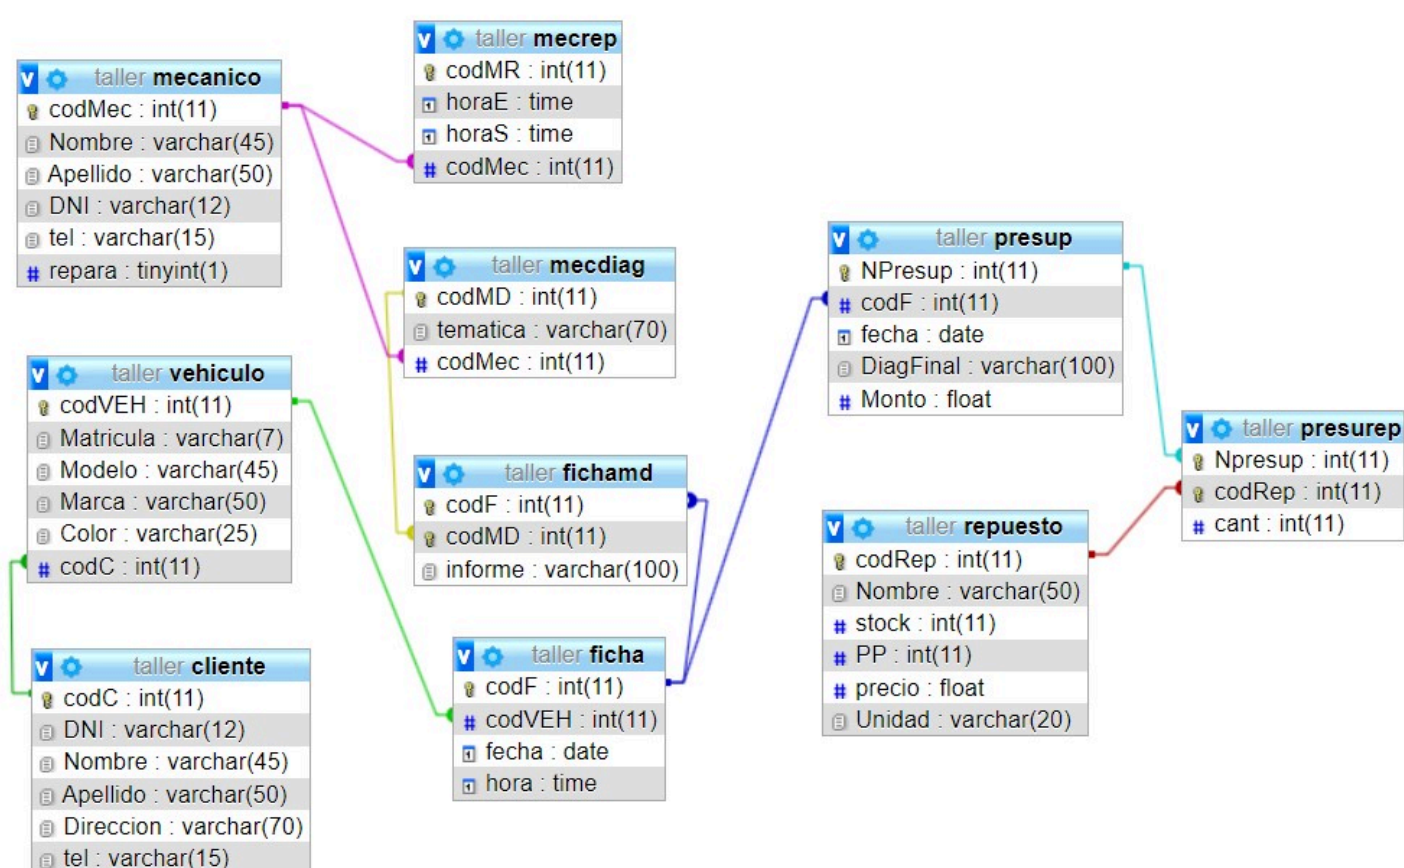 taller mecrep
codMR : int(11)
horaE : time
horaS : time
codMec : int(11)
taller mecanico
codMec : int(11)
Nombre : varchar(45)
Apellido : varchar(50)
DNI : varchar(12)
tel : varchar(15)
repara : tinyint(1)
taller mecdiag
codMD : int(11)
tematica : varchar(70)
codMec : int(11)
taller presup
NPresup : int(11)
codF : int(11)
fecha : date
DiagFinal : varchar(100)
Monto : float
taller vehiculo
codVEH : int(11)
Matricula : varchar(7)
Modelo : varchar(45)
Marca : varchar(50)
Color : varchar(25)
codC : int(11)
taller presurep
Npresup : int(11)
codRep : int(11)
cant : int(11)
taller fichamd
codF : int(11)
codMD : int(11)
informe : varchar(100)
taller repuesto
codRep : int(11)
Nombre : varchar(50)
stock : int(11)
PP : int(11)
precio : float
Unidad : varchar(20)
taller ficha
codF : int(11)
codVEH : int(11)
fecha : date
hora : time
taller cliente
codC : int(11)
DNI : varchar(12)
Nombre : varchar(45)
Apellido : varchar(50)
Direccion : varchar(70)
tel : varchar(15)